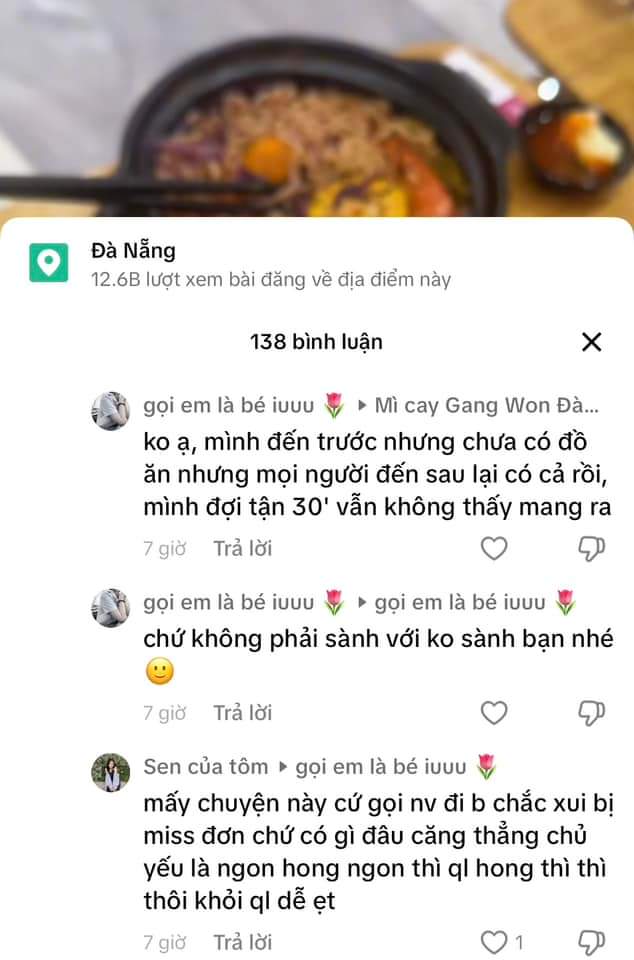 Đà Nẵng
12.6B lượt xem bài đăng về địa điểm này
138 bình luận
gọi em là bé iuuu 🌷 ▸ Mì cay Gang Won Đà...
ko ạ, mình đến trước nhưng chưa có đồ
ăn nhưng mọi người đến sau lại có cả rồi,
mình đợi tận 30' vẫn không thấy mang ra
7 giờ Trả lời
gọi em là bé iuuu 🌷 ▸ gọi em là bé iuuu 🌷
chứ không phải sành với ko sành bạn nhé
🙂
7 giờ Trả lời
Sen của tôm ▸ gọi em là bé iuuu 🌷
mấy chuyện này cứ gọi nv đi b chắc xui bị
miss đơn chứ có gì đâu căng thẳng chủ
yếu là ngon hong ngon thì ql hong thì thì
thôi khỏi ql dễ ẹt
7 giờ Trả lời 1